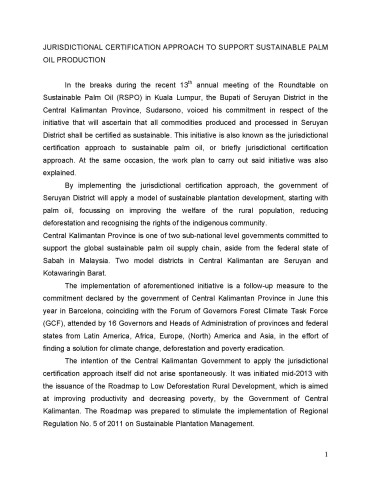 JURISDICTIONAL CERTIFICATION APPROACH TO SUPPORT SUSTAINABLE PALM
OIL PRODUCTION
In the breaks during the recent 13th annual meeting of the Roundtable on
Sustainable Palm Oil (RSPO) in Kuala Lumpur, the Bupati of Seruyan District in the
Central Kalimantan Province, Sudarsono, voiced his commitment in respect of the
initiative that will ascertain that all commodities produced and processed in Seruyan
District shall be certified as sustainable. This initiative is also known as the jurisdictional
certification approach to sustainable palm oil, or briefly jurisdictional certification
approach. At the same occasion, the work plan to carry out said initiative was also
explained.
By implementing the jurisdictional certification approach, the government of
Seruyan District will apply a model of sustainable plantation development, starting with
palm oil, focussing on improving the welfare of the rural population, reducing
deforestation and recognising the rights of the indigenous community.
Central Kalimantan Province is one of two sub-national level governments committed to
support the global sustainable palm oil supply chain, aside from the federal state of
Sabah in Malaysia. Two model districts in Central Kalimantan are Seruyan and
Kotawaringin Barat.
The implementation of aforementioned initiative is a follow-up measure to the
commitment declared by the government of Central Kalimantan Province in June this
year in Barcelona, coinciding with the Forum of Governors Forest Climate Task Force
(GCF), attended by 16 Governors and Heads of Administration of provinces and federal
states from Latin America, Africa, Europe, (North) America and Asia, in the effort of
finding a solution for climate change, deforestation and poverty eradication.
The intention of the Central Kalimantan Government to apply the jurisdictional
certification approach itself did not arise spontaneously. It was initiated mid-2013 with
the issuance of the Roadmap to Low Deforestation Rural Development, which is aimed
at improving productivity and decreasing poverty, by the Government of Central
Kalimantan. The Roadmap was prepared to stimulate the implementation of Regional
Regulation No. 5 of 2011 on Sustainable Plantation Management.
1